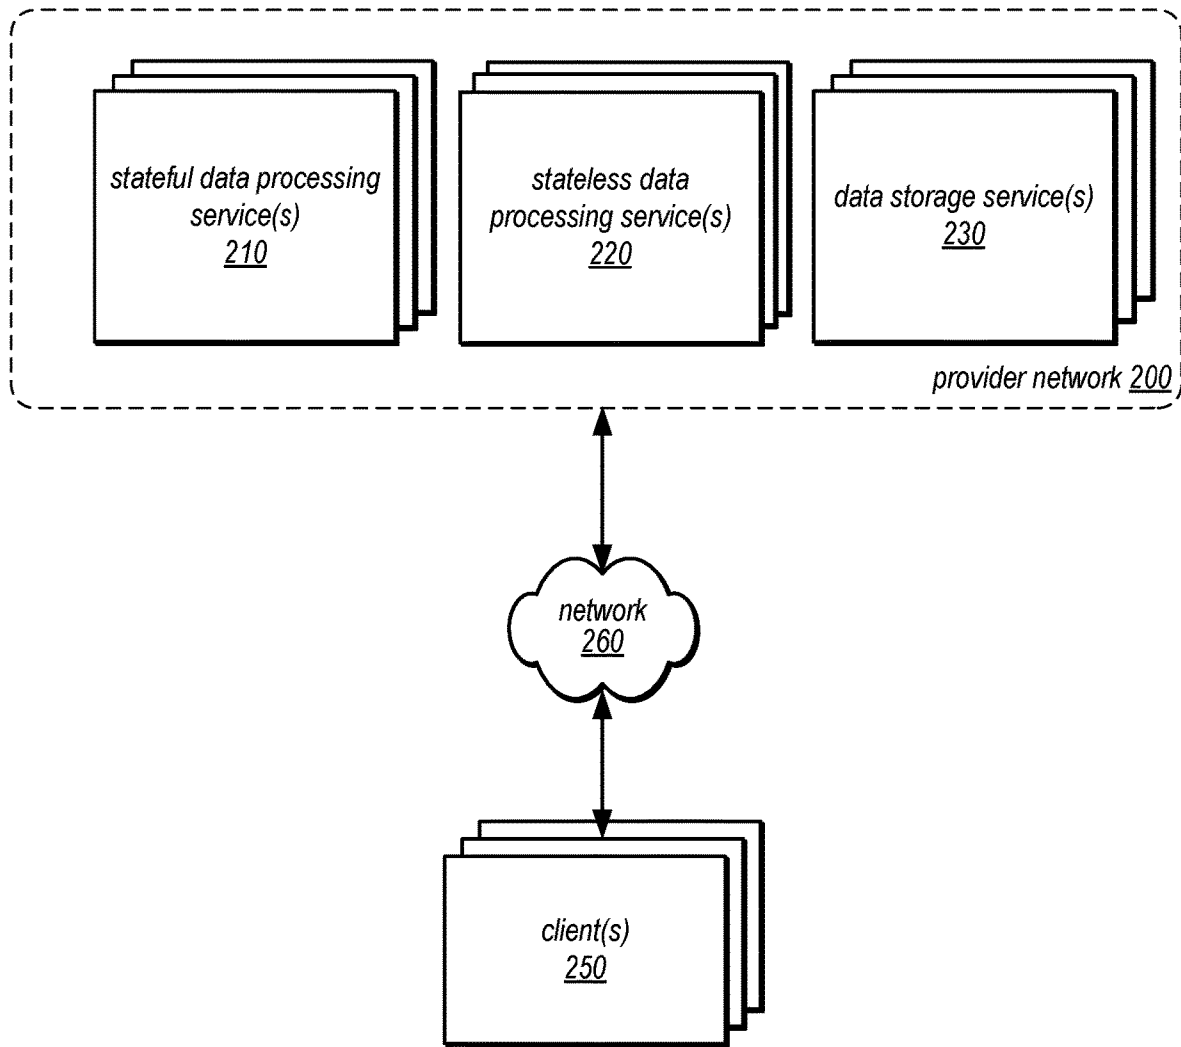 stateful data processing
service(s)
210
stateless data
processing service(s)
220
data storage service(s)
230
provider network 200
network
260
client(s)
250